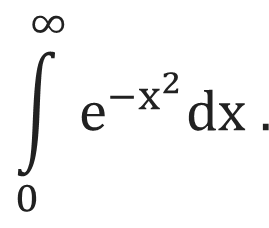 ∫₀^∞ e^{-x²} dx .